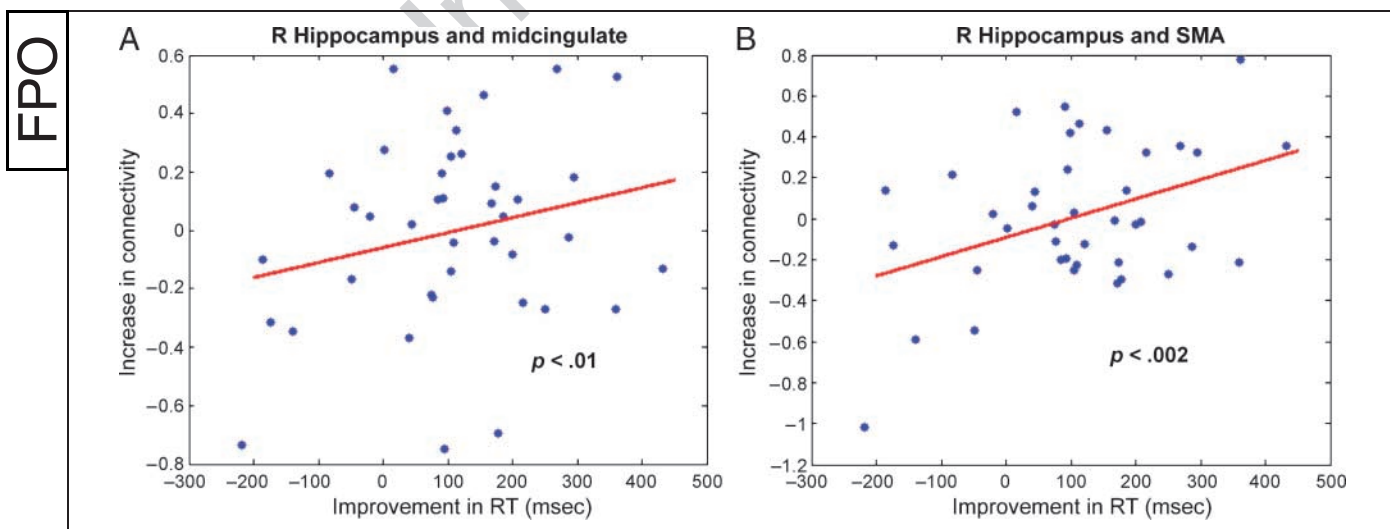 FPO
A
R Hippocampus and midcingulate
0.6
0.4
0.2
0
–0.2
–0.4
–0.6
–0.8
Increase in connectivity
p < .01
–300 –200 –100 0 100 200 300 400 500
Improvement in RT (msec)
B
R Hippocampus and SMA
0.8
0.6
0.4
0.2
0
–0.2
–0.4
–0.6
–0.8
–1
–1.2
Increase in connectivity
p < .002
–300 –200 –100 0 100 200 300 400 500
Improvement in RT (msec)